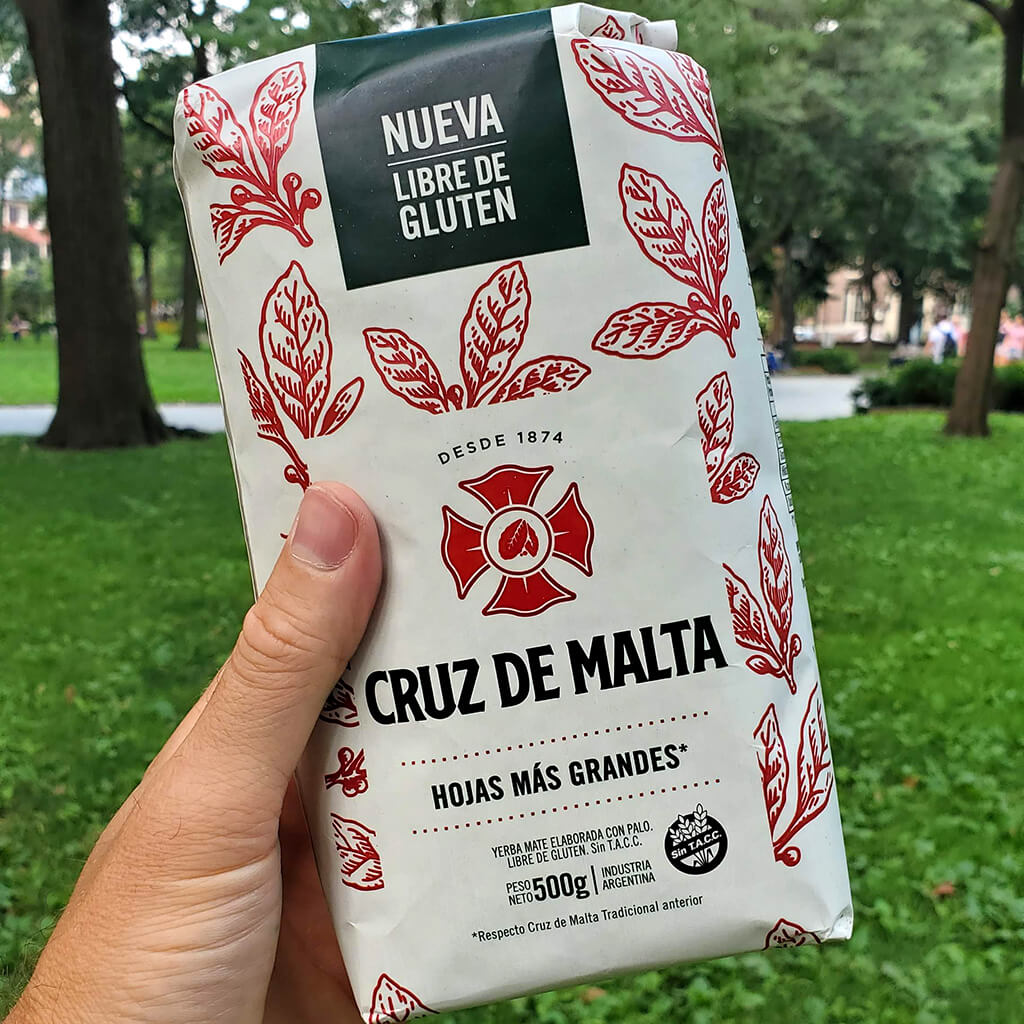 NUEVA
LIBRE DE
GLUTEN
DESDE 1874
CRUZ DE MALTA
HOJAS MÁS GRANDES*
YERBA MATE ELABORADA CON PALO.
LIBRE DE GLUTEN. Sin T.A.C.C.
Sin T.A.C.C.
PESO
NETO 500g
INDUSTRIA
ARGENTINA
*Respecto Cruz de Malta Tradicional anterior